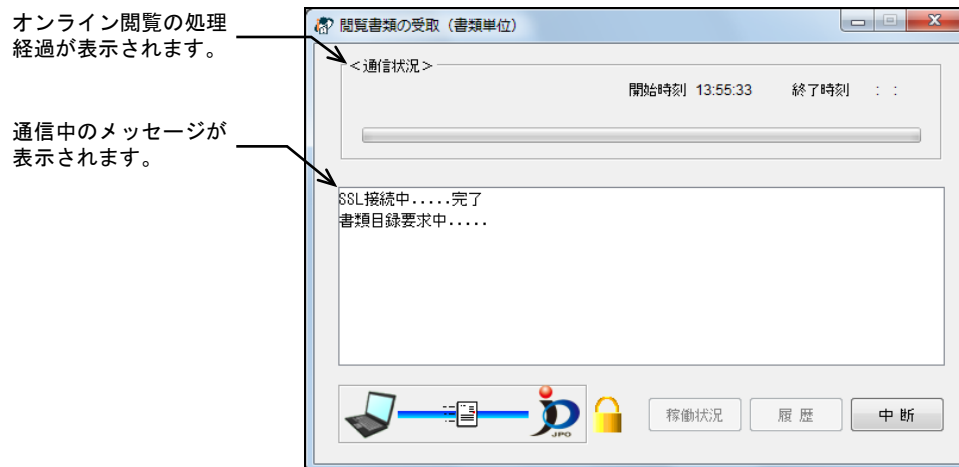 オンライン閲覧の処理
経過が表示されます。
通信中のメッセージが
表示されます。
閲覧書類の受取（書類単位）
＜通信状況＞
開始時刻 13:55:33 終了時刻 : :
SSL接続中.....完了
書類目録要求中.....
JPO
稼働状況 履 歴 中 断